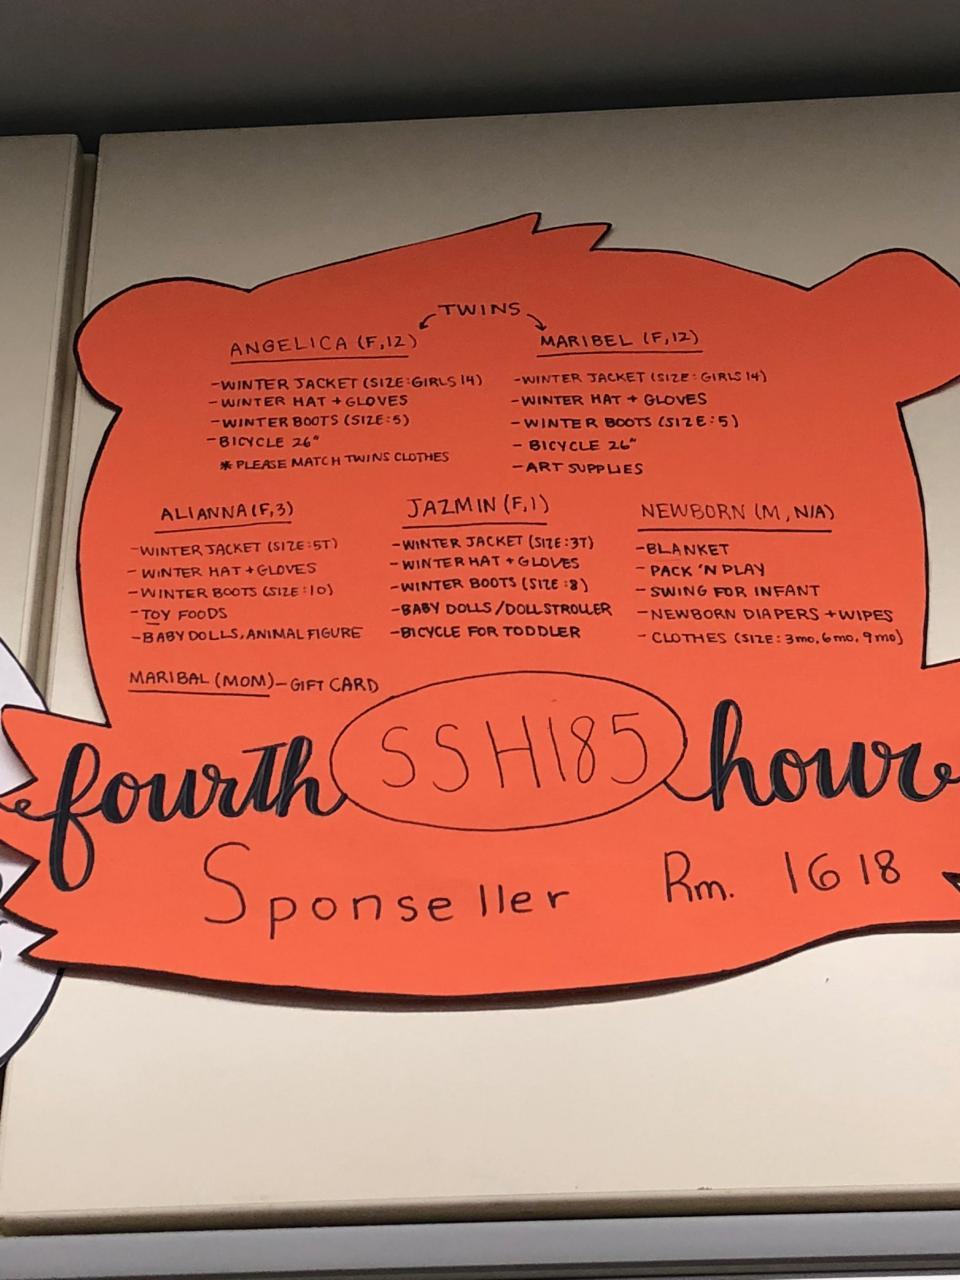 TWINS
ANGELICA (F,12)
-WINTER JACKET (SIZE:GIRLS 14)
-WINTER HAT + GLOVES
-WINTER BOOTS (SIZE:5)
-BICYCLE 26"
* PLEASE MATCH TWINS CLOTHES
MARIBEL (F,12)
-WINTER JACKET (SIZE:GIRLS 14)
-WINTER HAT + GLOVES
-WINTER BOOTS (SIZE:5)
- BICYCLE 26"
-ART SUPPLIES
ALIANNA (F,3)
-WINTER JACKET (SIZE:5T)
- WINTER HAT + GLOVES
-WINTER BOOTS (SIZE:10)
-TOY FOODS
-BABY DOLLS, ANIMAL FIGURE
JAZMIN (F,1)
-WINTER JACKET (SIZE:3T)
-WINTER HAT + GLOVES
-WINTER BOOTS (SIZE:8)
-BABY DOLLS/DOLL STROLLER
-BICYCLE FOR TODDLER
NEWBORN (M, N/A)
-BLANKET
- PACK 'N PLAY
- SWING FOR INFANT
-NEWBORN DIAPERS + WIPES
- CLOTHES (SIZE: 3mo, 6mo, 9mo)
MARIBAL (MOM) - GIFT CARD
fourth SSH185 hour
Sponseller Rm. 1618